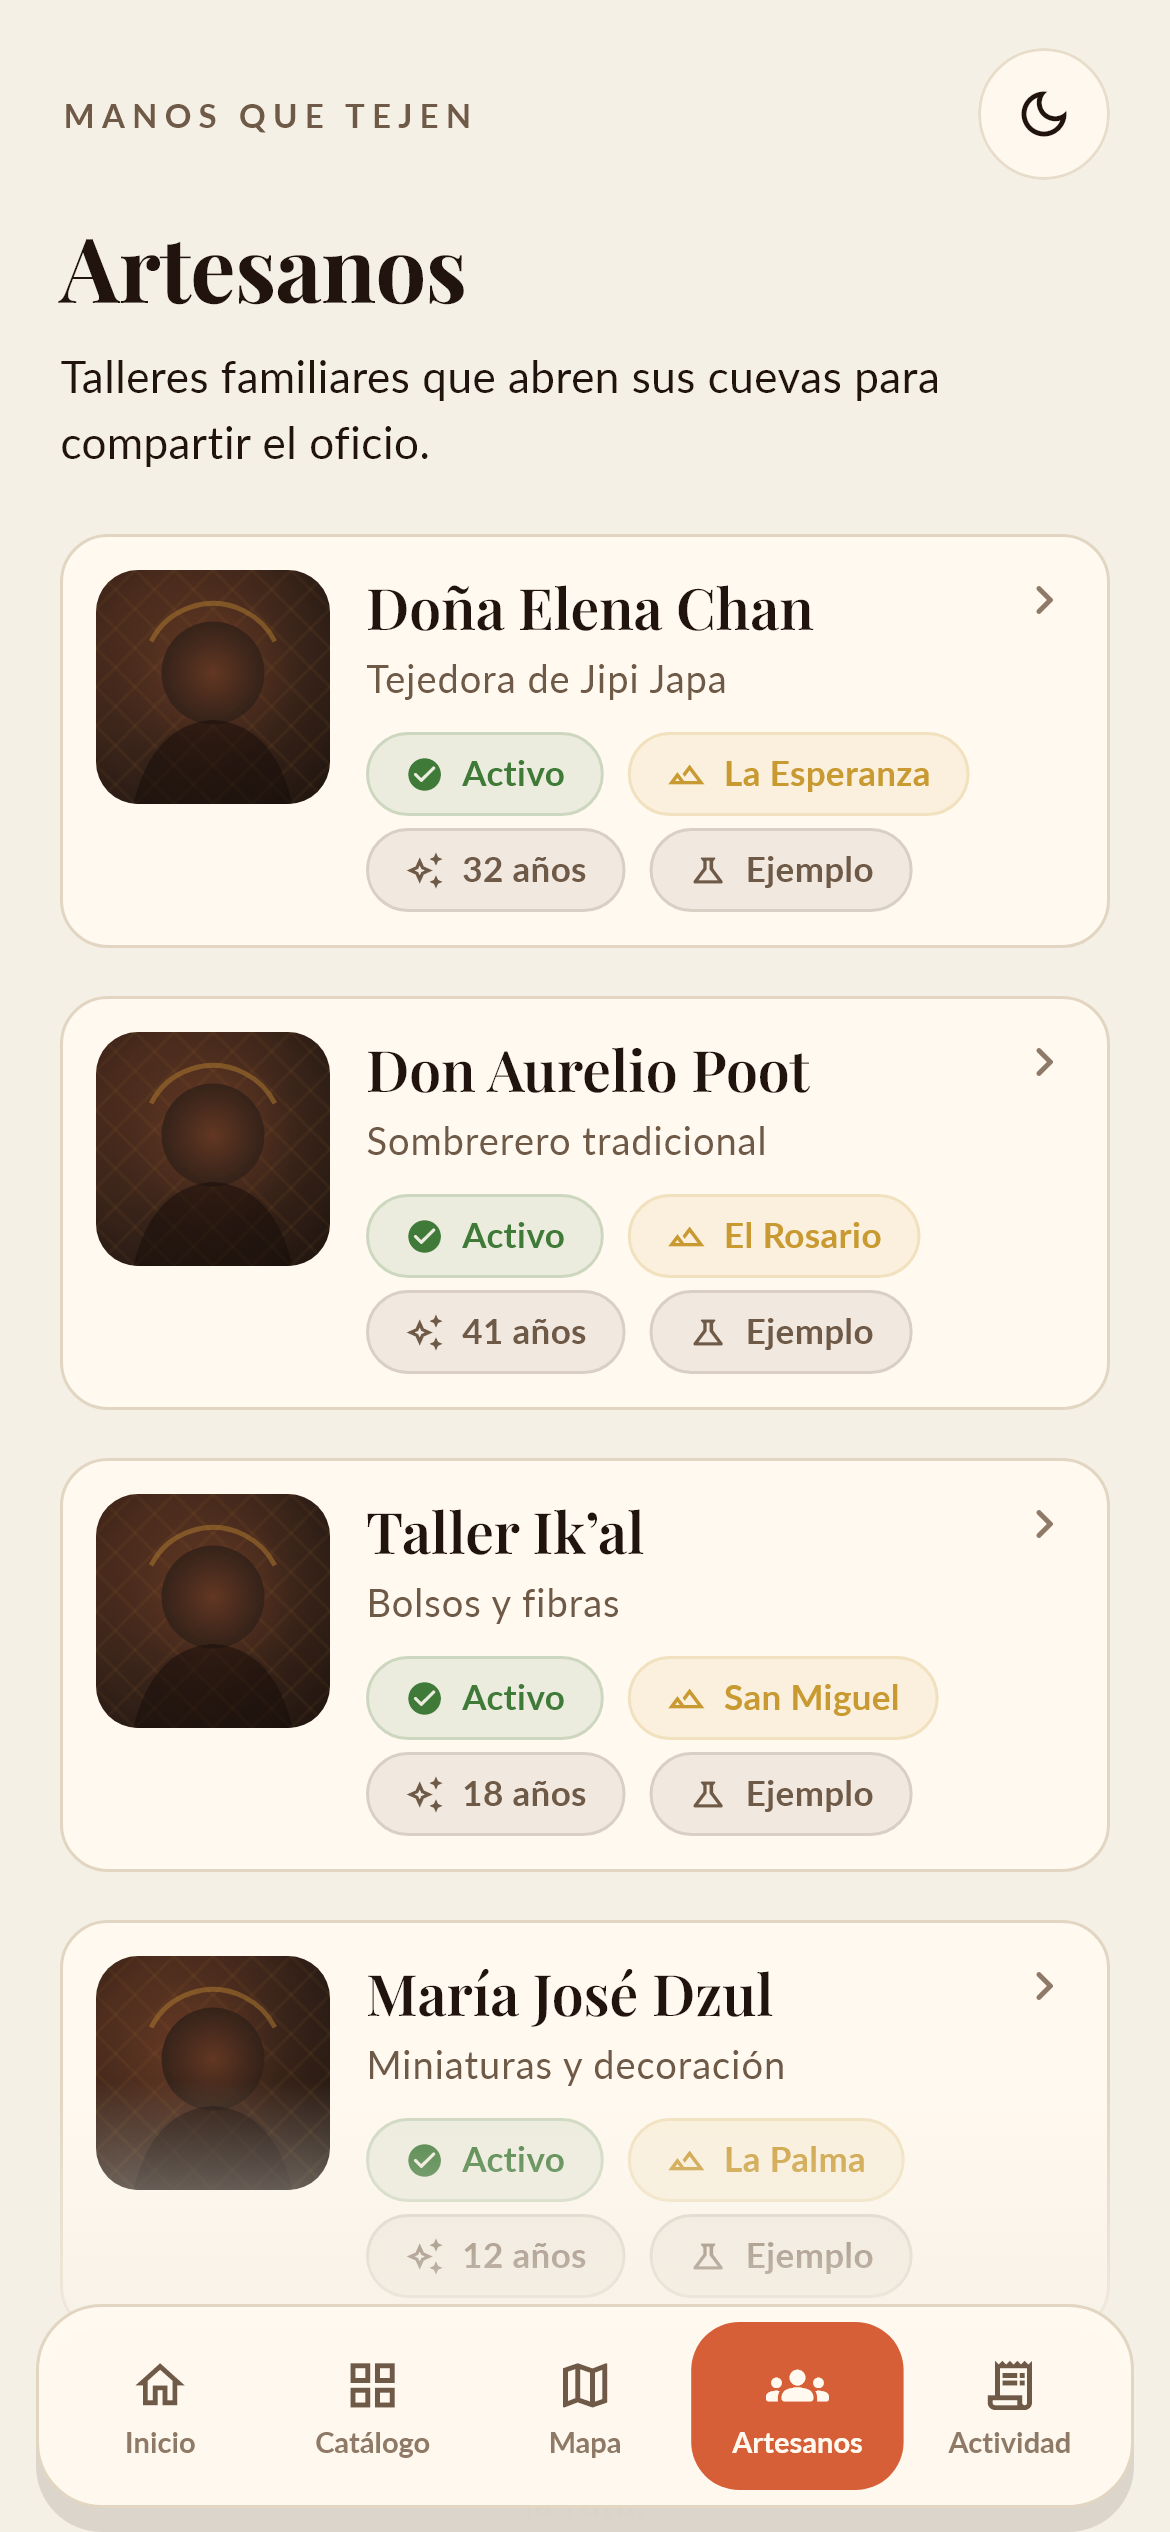 MANOS QUE TEJEN
Artesanos
Talleres familiares que abren sus cuevas para
compartir el oficio.
Doña Elena Chan
Tejedora de Jipi Japa
Activo
La Esperanza
32 años
Ejemplo
Don Aurelio Poot
Sombrerero tradicional
Activo
El Rosario
41 años
Ejemplo
Taller Ik’al
Bolsos y fibras
Activo
San Miguel
18 años
Ejemplo
María José Dzul
Miniaturas y decoración
Activo
La Palma
12 años
Ejemplo
Inicio
Catálogo
Mapa
Artesanos
Actividad